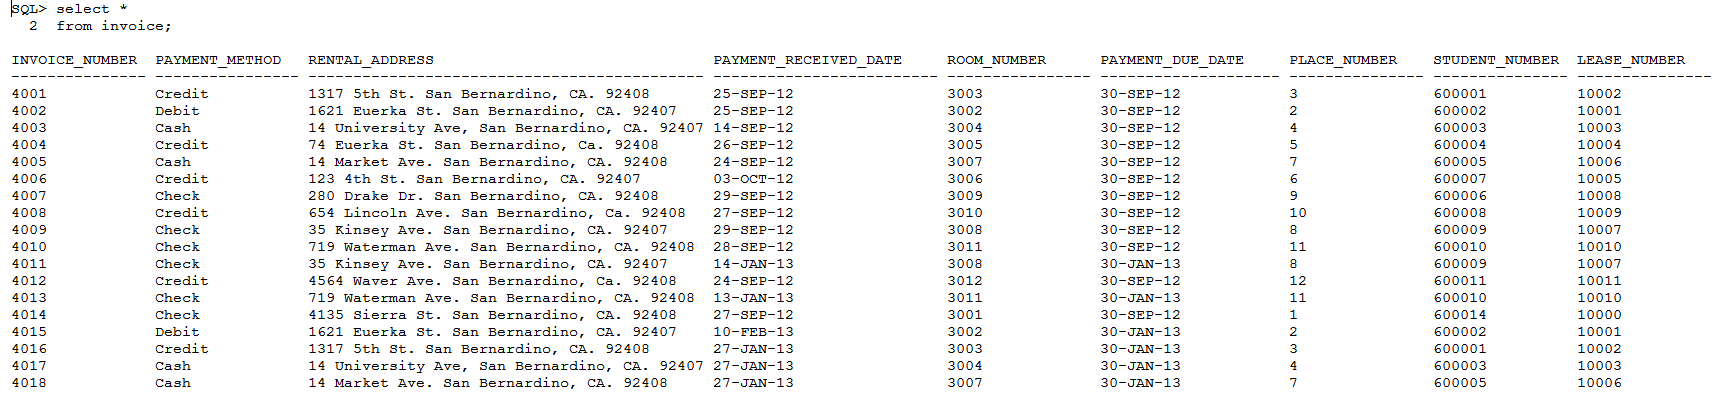 SQL> select *
  2  from invoice;
INVOICE_NUMBER  PAYMENT_METHOD  RENTAL_ADDRESS                              PAYMENT_RECEIVED_DATE     ROOM_NUMBER      PAYMENT_DUE_DATE     PLACE_NUMBER    STUDENT_NUMBER  LEASE_NUMBER
--------------- --------------- -------------------------------------------- ------------------------- ---------------- -------------------- --------------- --------------- ---------------
4001            Credit          1317 5th St. San Bernardino, CA. 92408       25-SEP-12                 3003             30-SEP-12            3               600001          10002
4002            Debit           1621 Euerka St. San Bernardino, CA. 92407    25-SEP-12                 3002             30-SEP-12            2               600002          10001
4003            Cash            14 University Ave, San Bernardino, CA. 92407 14-SEP-12                 3004             30-SEP-12            4               600003          10003
4004            Credit          74 Euerka St. San Bernardino, Ca. 92408      26-SEP-12                 3005             30-SEP-12            5               600004          10004
4005            Cash            14 Market Ave. San Bernardino, CA. 92408     24-SEP-12                 3007             30-SEP-12            7               600005          10006
4006            Credit          123 4th St. San Bernardino, CA. 92407        03-OCT-12                 3006             30-SEP-12            6               600007          10005
4007            Check           280 Drake Dr. San Bernardino, CA. 92408      29-SEP-12                 3009             30-SEP-12            9               600006          10008
4008            Credit          654 Lincoln Ave. San Bernardino, Ca. 92408   27-SEP-12                 3010             30-SEP-12            10              600008          10009
4009            Check           35 Kinsey Ave. San Bernardino, CA. 92407     29-SEP-12                 3008             30-SEP-12            8               600009          10007
4010            Check           719 Waterman Ave. San Bernardino, CA. 92408  28-SEP-12                 3011             30-SEP-12            11              600010          10010
4011            Check           35 Kinsey Ave. San Bernardino, CA. 92407     14-JAN-13                 3008             30-JAN-13            8               600009          10007
4012            Credit          4564 Waver Ave. San Bernardino, Ca. 92408    24-SEP-12                 3012             30-SEP-12            12              600011          10011
4013            Check           719 Waterman Ave. San Bernardino, CA. 92408  13-JAN-13                 3011             30-JAN-13            11              600010          10010
4014            Check           4135 Sierra St. San Bernardino, CA. 92408    27-SEP-12                 3001             30-SEP-12            1               600014          10000
4015            Debit           1621 Euerka St. San Bernardino, CA. 92407    10-FEB-13                 3002             30-JAN-13            2               600002          10001
4016            Credit          1317 5th St. San Bernardino, CA. 92408       27-JAN-13                 3003             30-JAN-13            3               600001          10002
4017            Cash            14 University Ave, San Bernardino, CA. 92407 27-JAN-13                 3004             30-JAN-13            4               600003          10003
4018            Cash            14 Market Ave. San Bernardino, CA. 92408     27-JAN-13                 3007             30-JAN-13            7               600005          10006